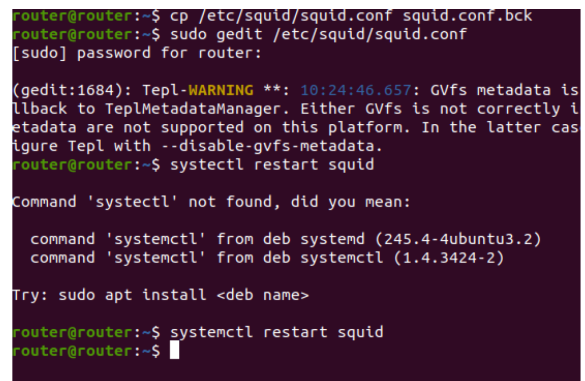 router@router:~$ cp /etc/squid/squid.conf squid.conf.bck
router@router:~$ sudo gedit /etc/squid/squid.conf
[sudo] password for router:
(gedit:1684): Tepl-WARNING **: 10:24:46.657: GVfs metadata is
llback to TeplMetadataManager. Either GVfs is not correctly i
etadata are not supported on this platform. In the latter cas
igure Tepl with --disable-gvfs-metadata.
router@router:~$ systectl restart squid
Command 'systectl' not found, did you mean:
command 'systemctl' from deb systemd (245.4-4ubuntu3.2)
command 'systemctl' from deb systemctl (1.4.3424-2)
Try: sudo apt install <deb name>
router@router:~$ systemctl restart squid
router@router:~$